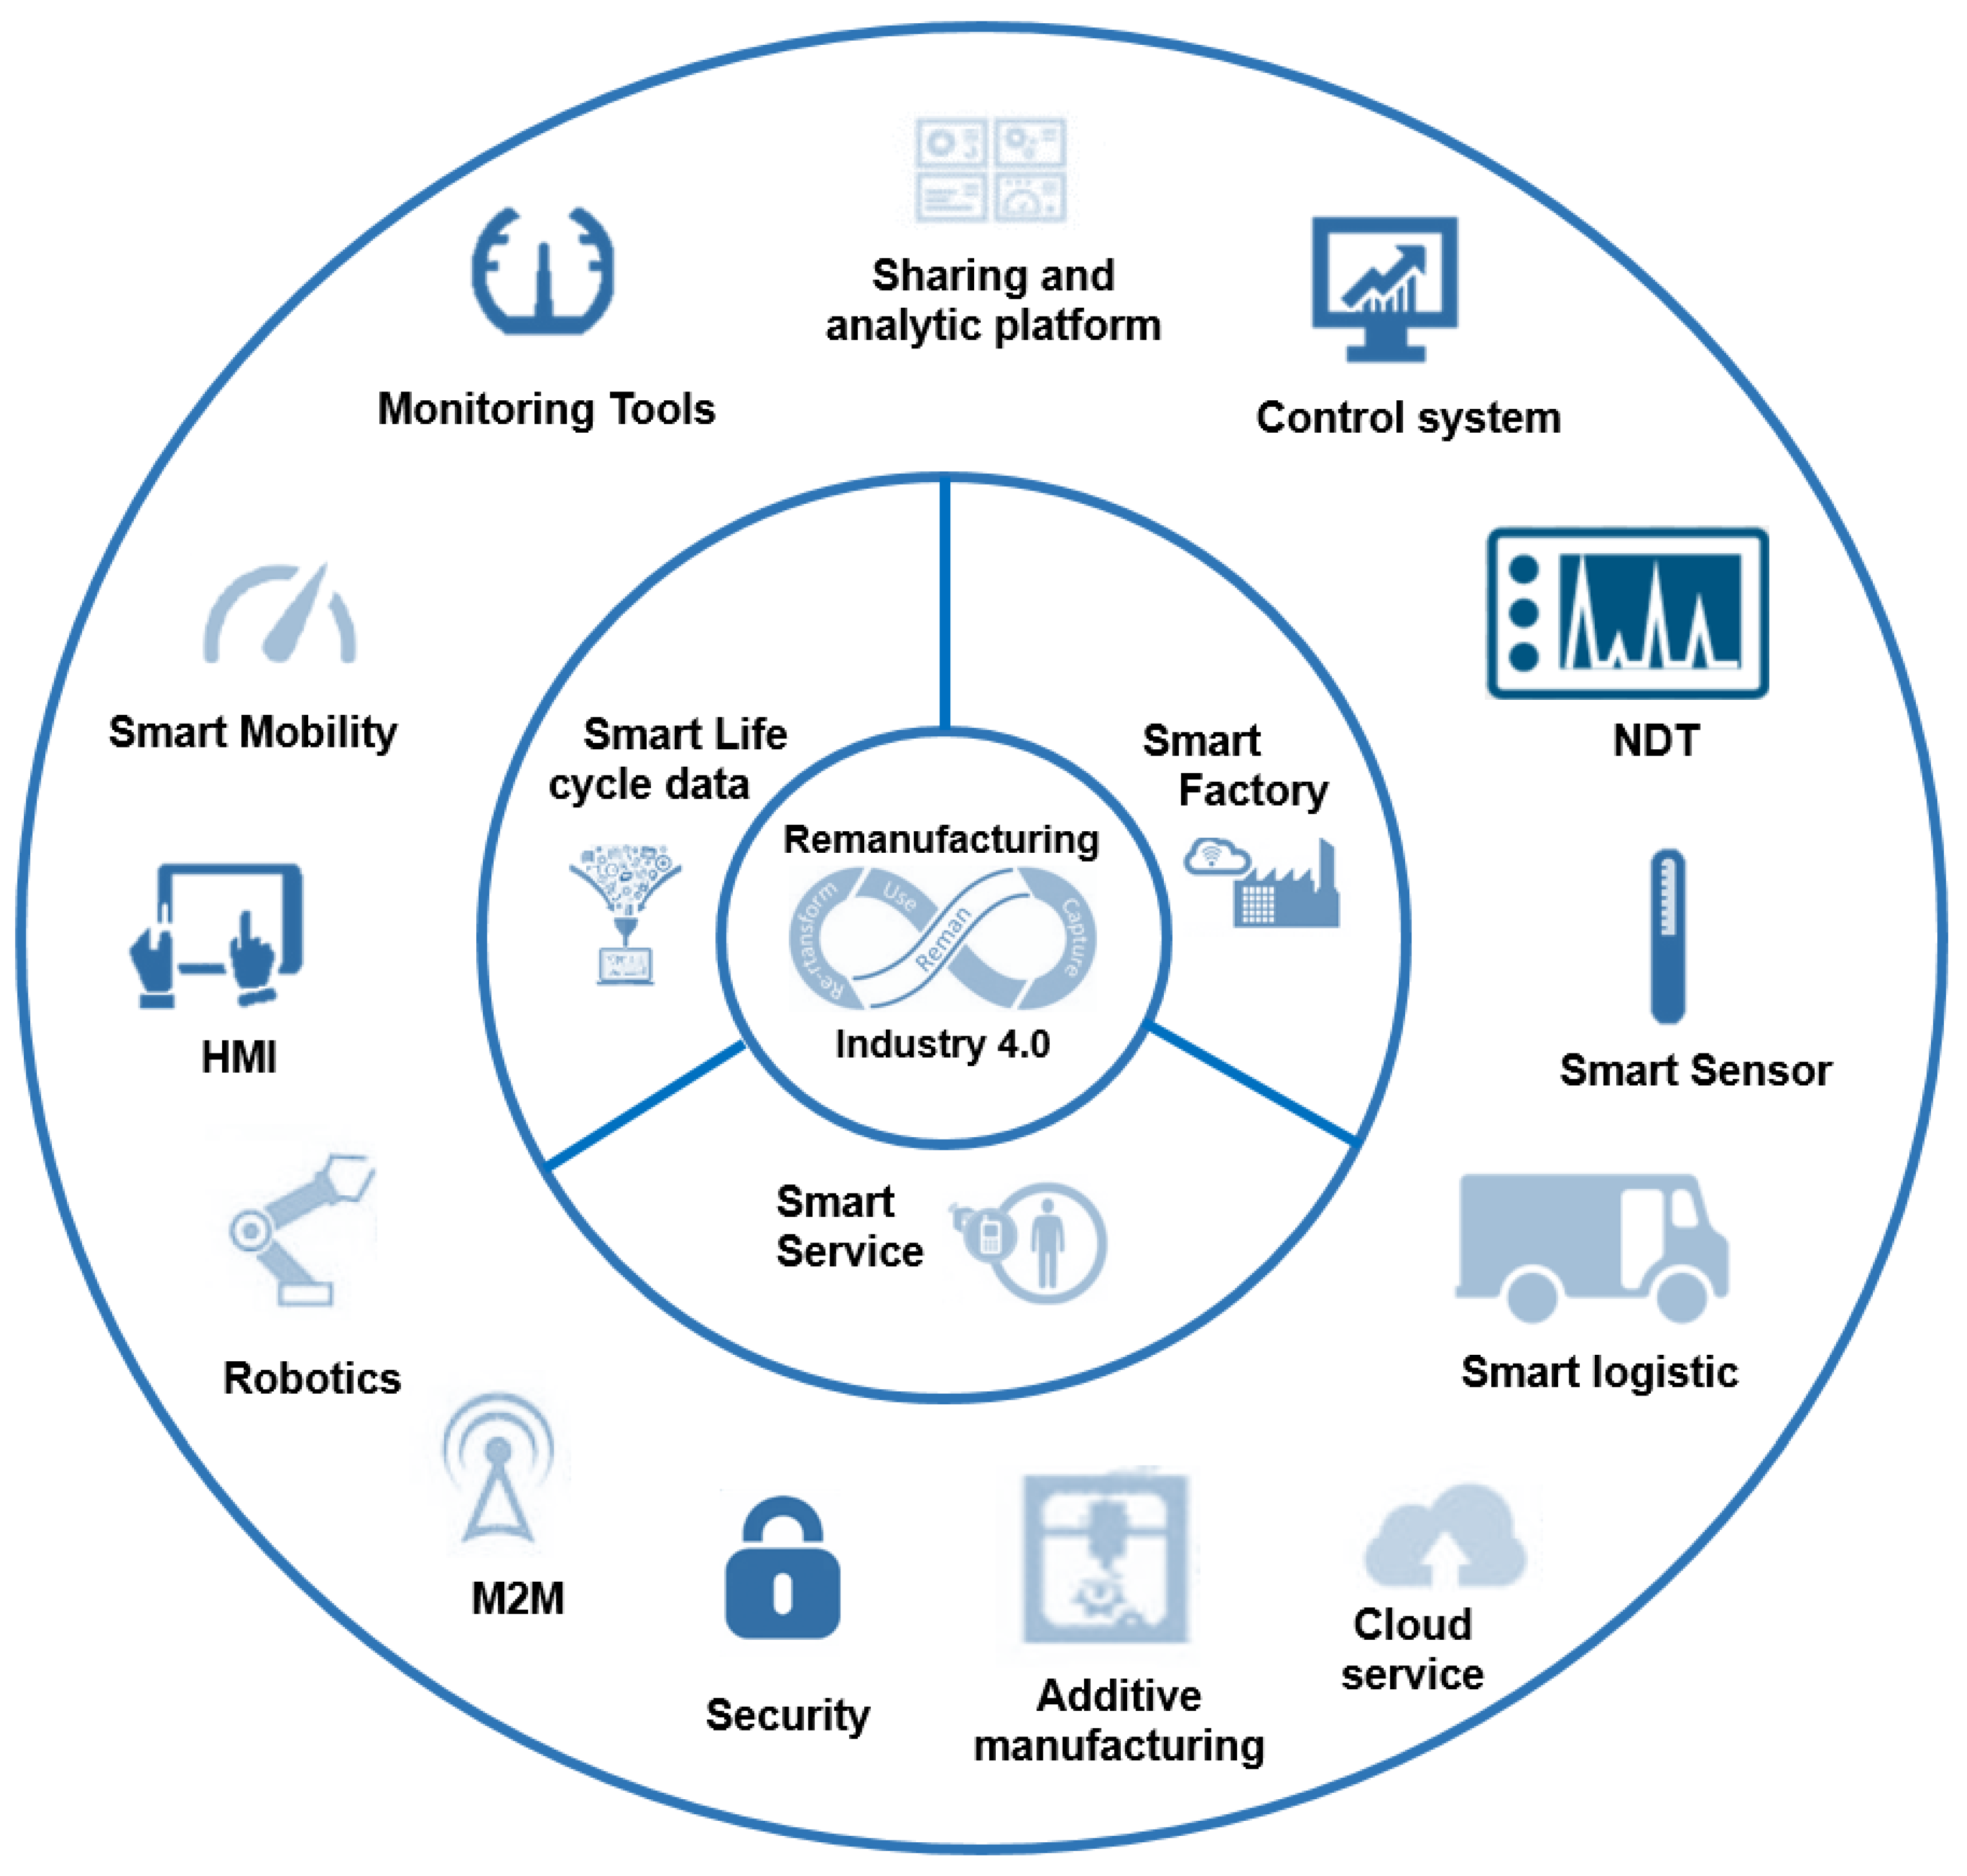 Sharing and
analytic platform
Monitoring Tools
Control system
Smart Mobility
NDT
Smart Life
cycle data
Smart
Factory
Remanufacturing
Re-rtansform
Use
Reman
Capture
Industry 4.0
HMI
Smart Sensor
Smart
Service
Robotics
Smart logistic
M2M
Security
Additive
manufacturing
Cloud
service